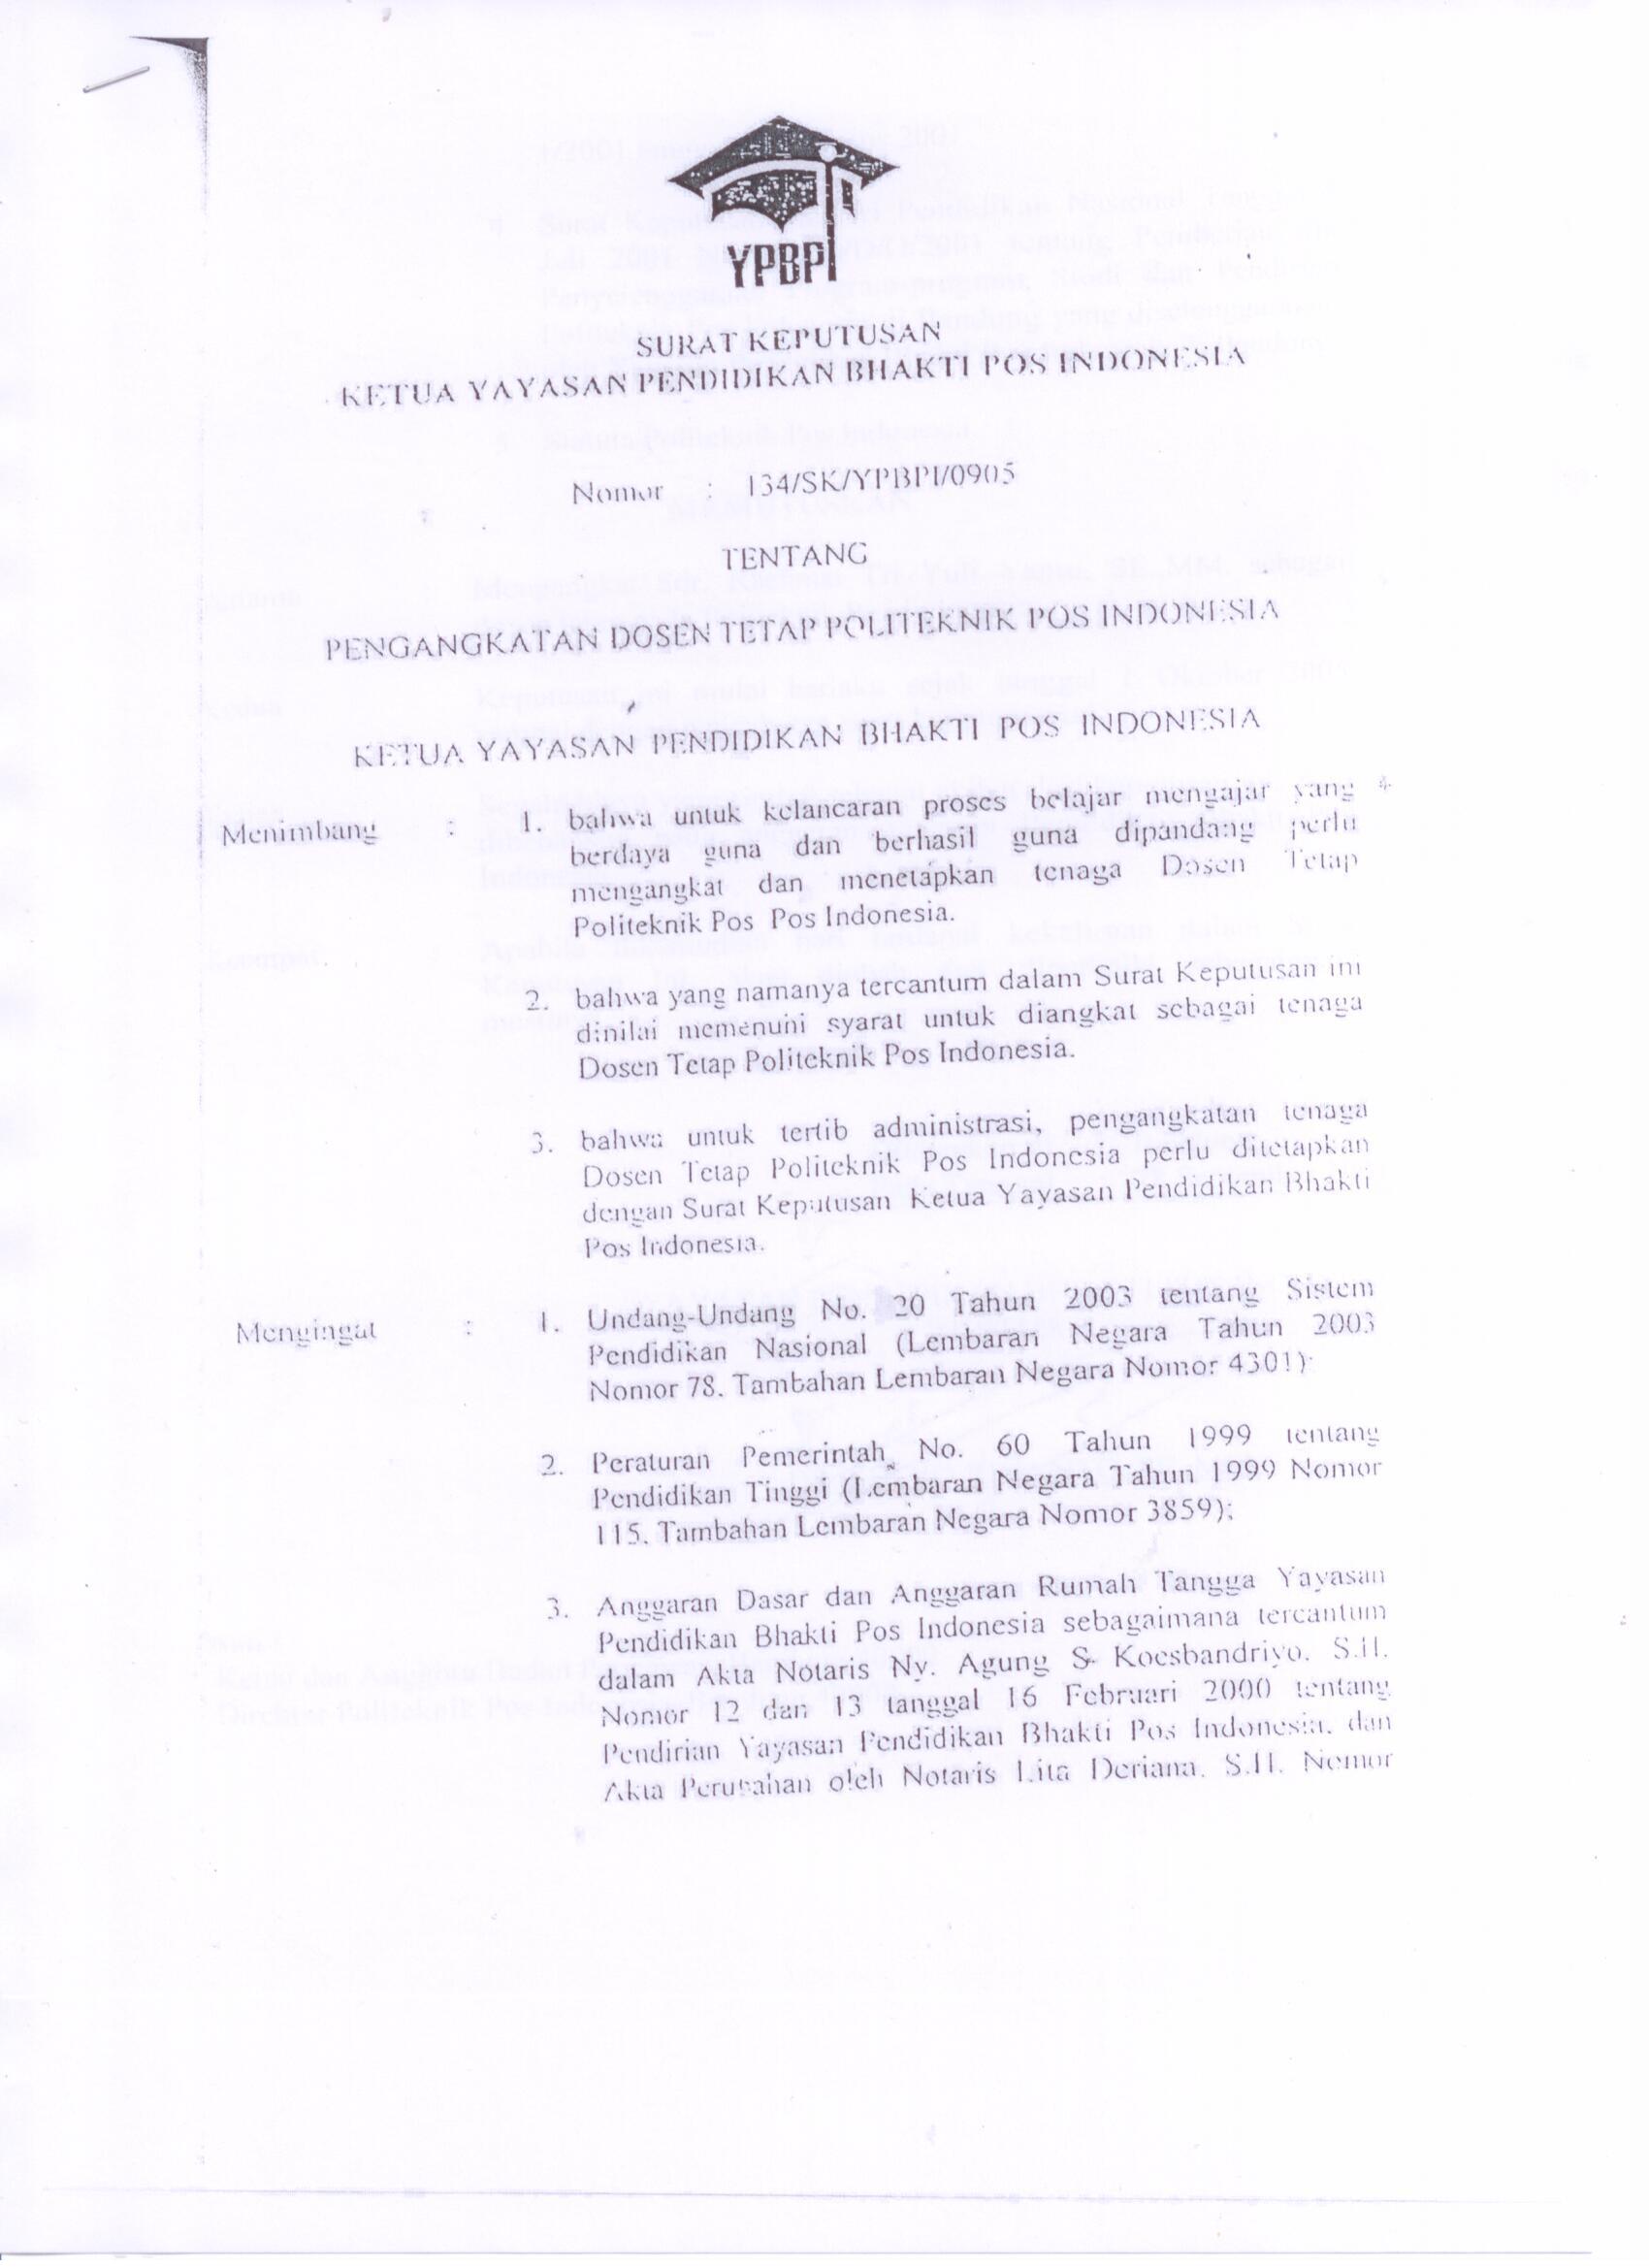 YPBPI
SURAT KEPUTUSAN
KETUA YAYASAN PENDIDIKAN BHAKTI POS INDONESIA
Nomor : 134/SK/YPBPI/0905
TENTANG
PENGANGKATAN DOSEN TETAP POLITEKNIK POS INDONESIA
KETUA YAYASAN PENDIDIKAN BHAKTI POS INDONESIA
Menimbang : 1. bahwa untuk kelancaran proses belajar mengajar yang
berdaya guna dan berhasil guna dipandang perlu
mengangkat dan menetapkan tenaga Dosen Tetap
Politeknik Pos Pos Indonesia.
2. bahwa yang namanya tercantum dalam Surat Keputusan ini
dinilai memenuhi syarat untuk diangkat sebagai tenaga
Dosen Tetap Politeknik Pos Indonesia.
3. bahwa untuk tertib administrasi, pengangkatan tenaga
Dosen Tetap Politeknik Pos Indonesia perlu ditetapkan
dengan Surat Keputusan Ketua Yayasan Pendidikan Bhakti
Pos Indonesia.
Mengingat : 1. Undang-Undang No. 20 Tahun 2003 tentang Sistem
Pendidikan Nasional (Lembaran Negara Tahun 2003
Nomor 78. Tambahan Lembaran Negara Nomor 4301);
2. Peraturan Pemerintah No. 60 Tahun 1999 tentang
Pendidikan Tinggi (Lembaran Negara Tahun 1999 Nomor
115. Tambahan Lembaran Negara Nomor 3859);
3. Anggaran Dasar dan Anggaran Rumah Tangga Yayasan
Pendidikan Bhakti Pos Indonesia sebagaimana tercantum
dalam Akta Notaris Ny. Agung S. Koesbandriyo. S.H.
Nomor 12 dan 13 tanggal 16 Februari 2000 tentang
Pendirian Yayasan Pendidikan Bhakti Pos Indonesia. dan
Akta Perubahan oleh Notaris Lita Deriana. S.H. Nomor